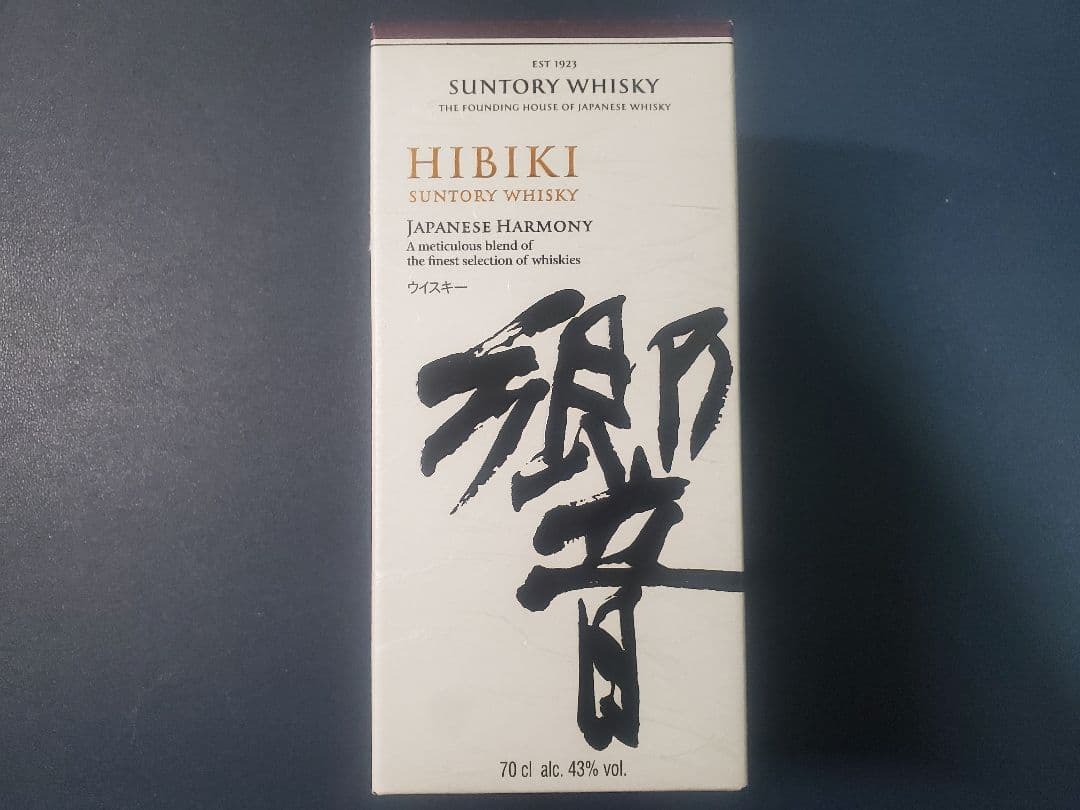 EST 1923
SUNTORY WHISKY
THE FOUNDING HOUSE OF JAPANESE WHISKY
HIBIKI
SUNTORY WHISKY
JAPANESE HARMONY
A meticulous blend of
the finest selection of whiskies
ウイスキー
響
70 cl alc. 43% vol.